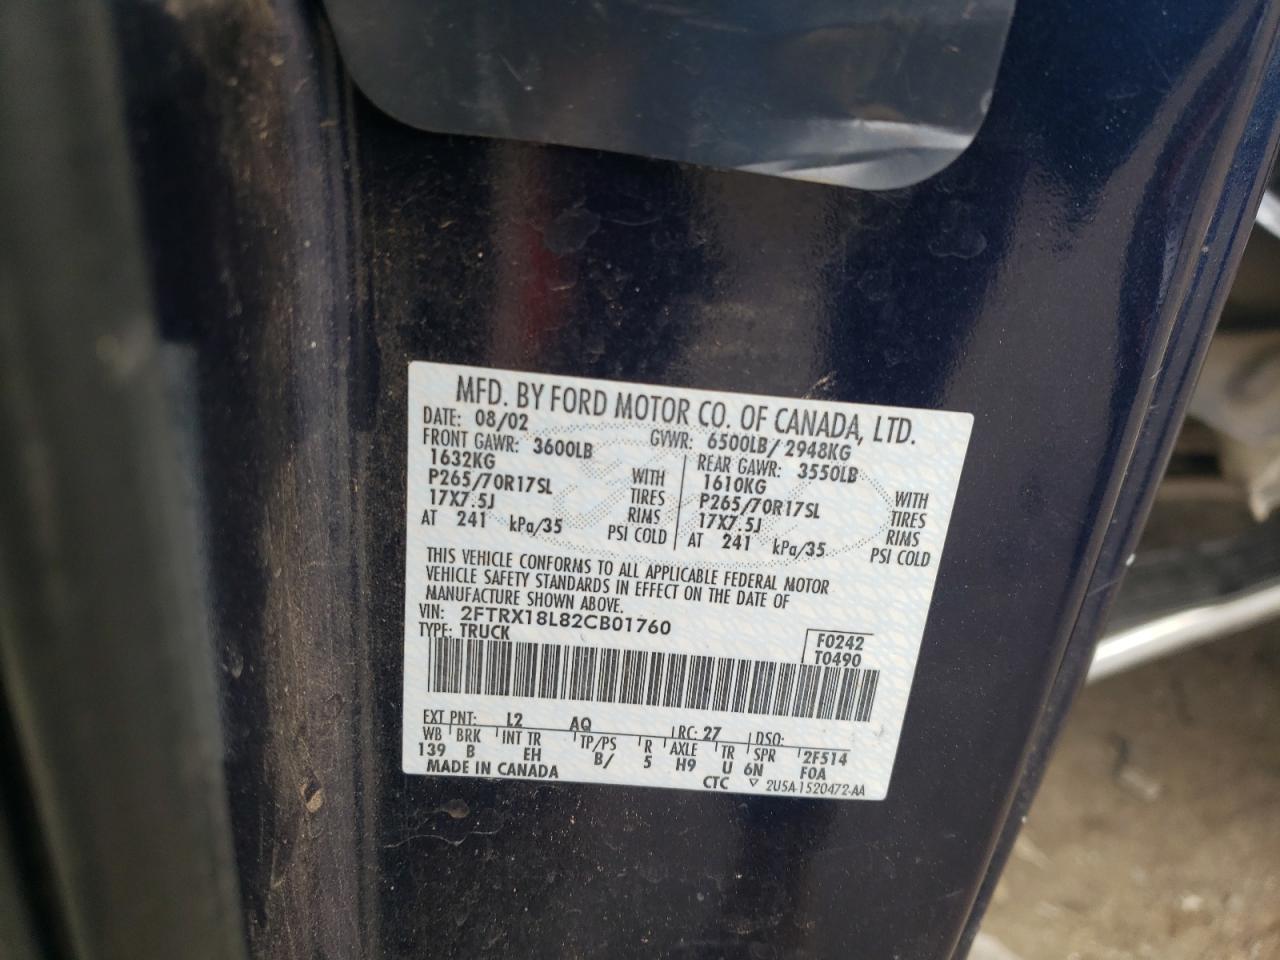 MFD. BY FORD MOTOR CO. OF CANADA, LTD.
DATE: 08/02 GVWR: 6500LB/2948KG
FRONT GAWR: 3600LB REAR GAWR: 3550LB
1632KG WITH 1610KG WITH
P265/70R17SL TIRES P265/70R17SL TIRES
17X7.5J RIMS 17X7.5J RIMS
AT 241 kPa/35 PSI COLD AT 241 kPa/35 PSI COLD
THIS VEHICLE CONFORMS TO ALL APPLICABLE FEDERAL MOTOR
VEHICLE SAFETY STANDARDS IN EFFECT ON THE DATE OF
MANUFACTURE SHOWN ABOVE.
VIN: 2FTRX18L82CB01760 F0242
TYPE: TRUCK T0490
EXT PNT: L2 AQ RC: 27 DSO:
WB BRK INT TR TP/PS R AXLE TR SPR 2F514
139 B EH B/ 5 H9 U 6N FOA
MADE IN CANADA CTC ▽ 2U5A-1520472-AA